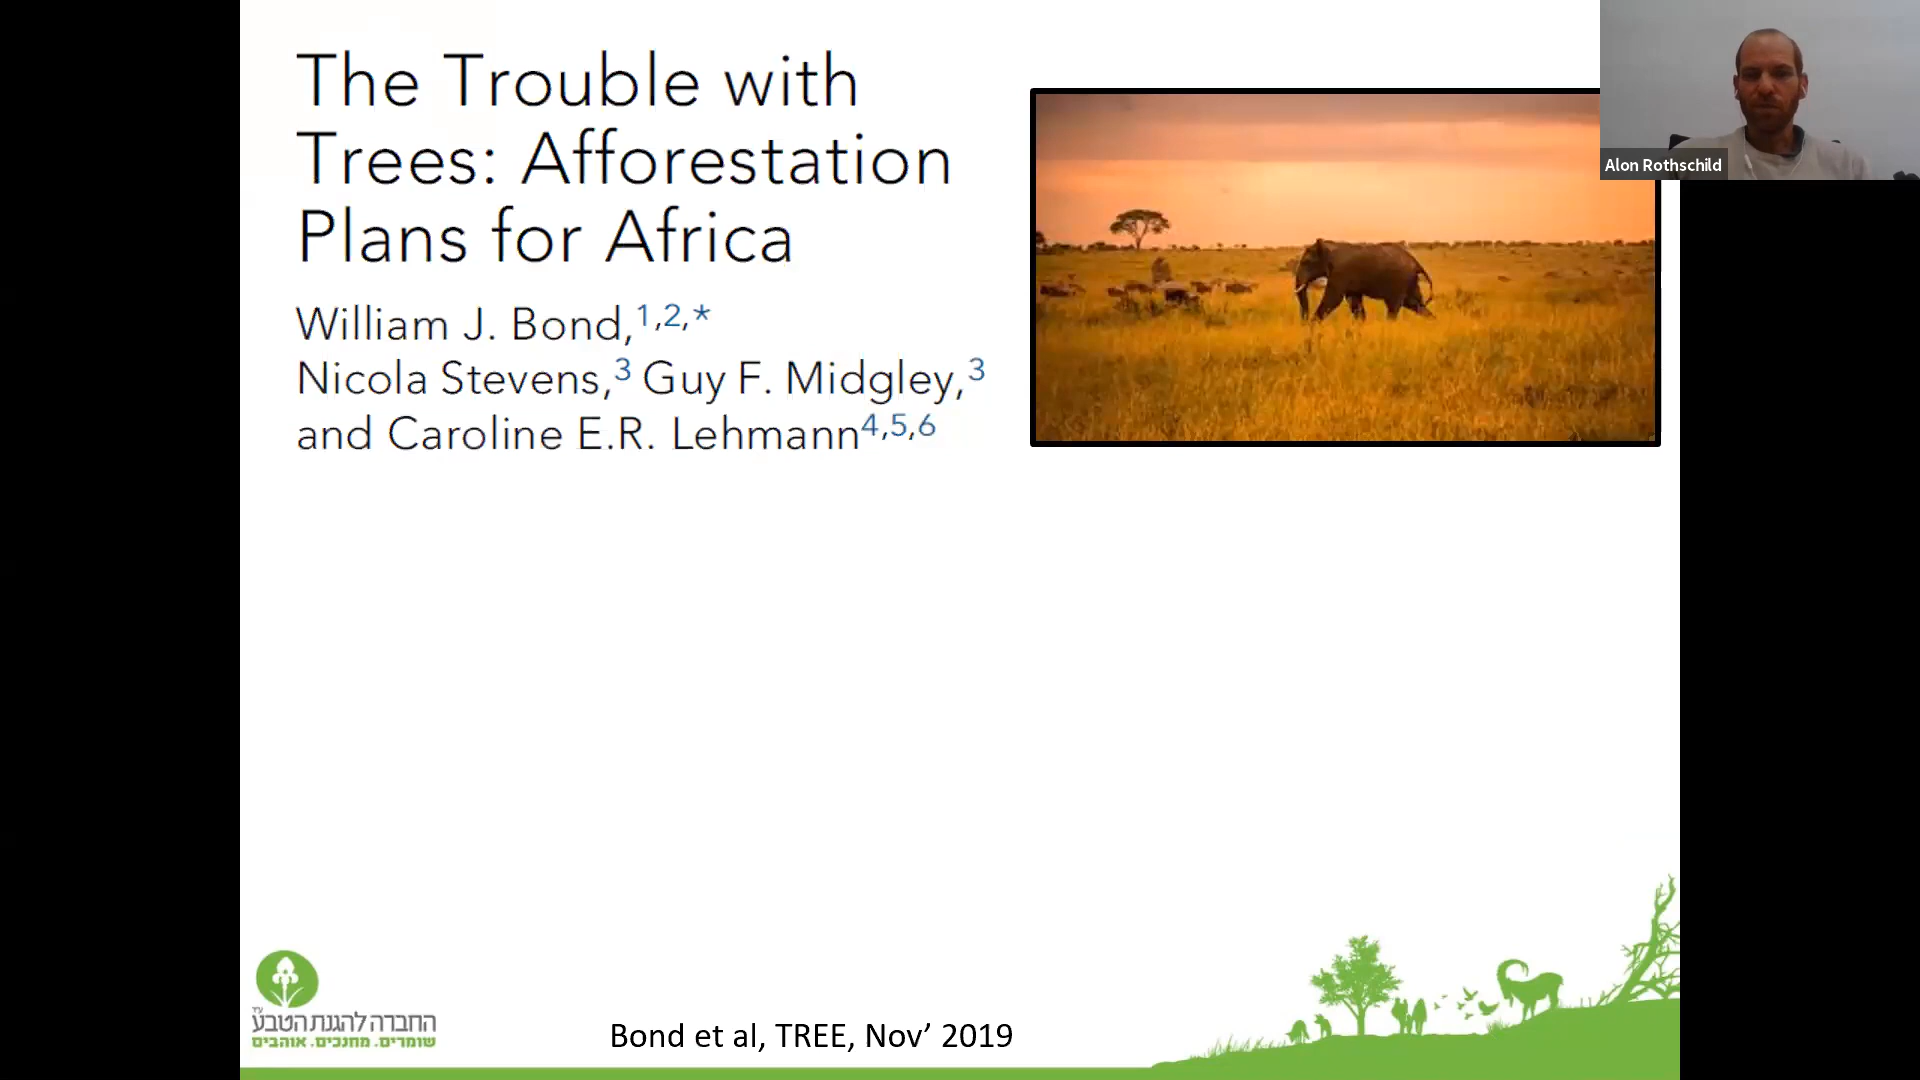 The Trouble with
Trees: Afforestation
Plans for Africa
William J. Bond,1,2,*
Nicola Stevens,3 Guy F. Midgley,3
and Caroline E.R. Lehmann4,5,6
Alon Rothschild
החברה להגנת הטבע ע״ר
שומרים. מחנכים. אוהבים
Bond et al, TREE, Nov’ 2019